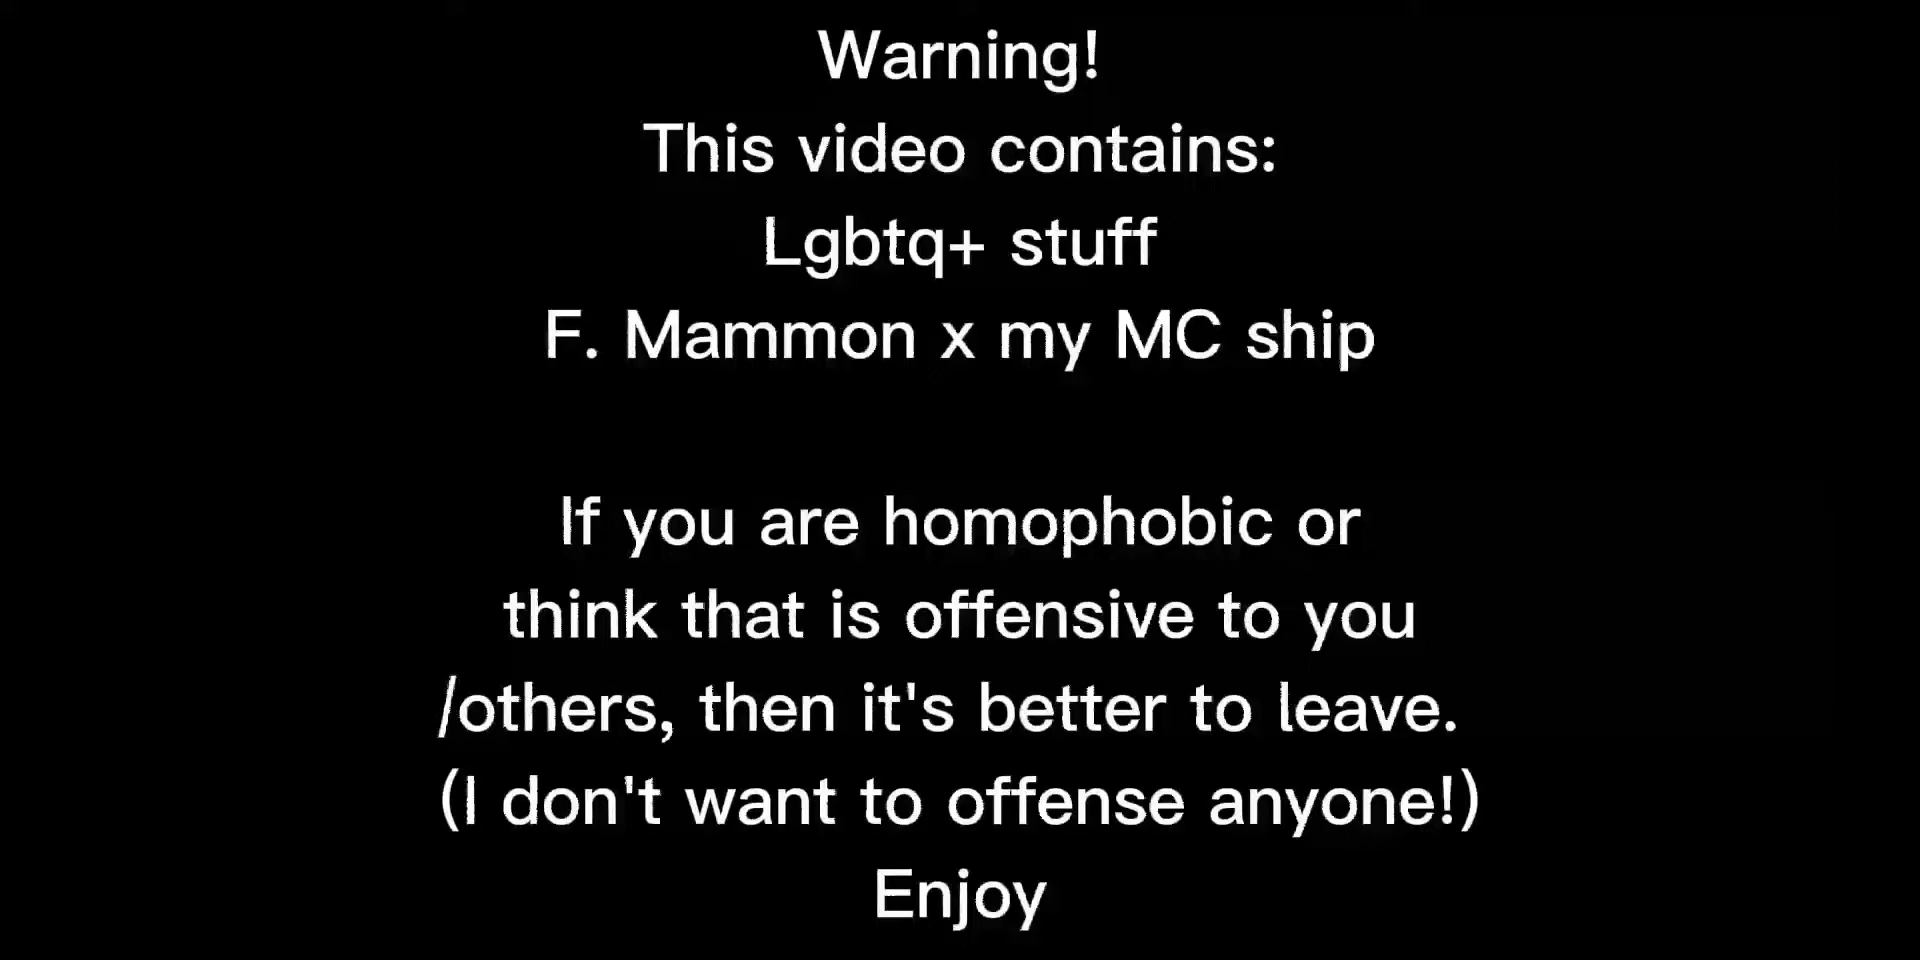 Warning!
This video contains:
Lgbtq+ stuff
F. Mammon x my MC ship
If you are homophobic or
think that is offensive to you
/others, then it's better to leave.
(I don't want to offense anyone!)
Enjoy